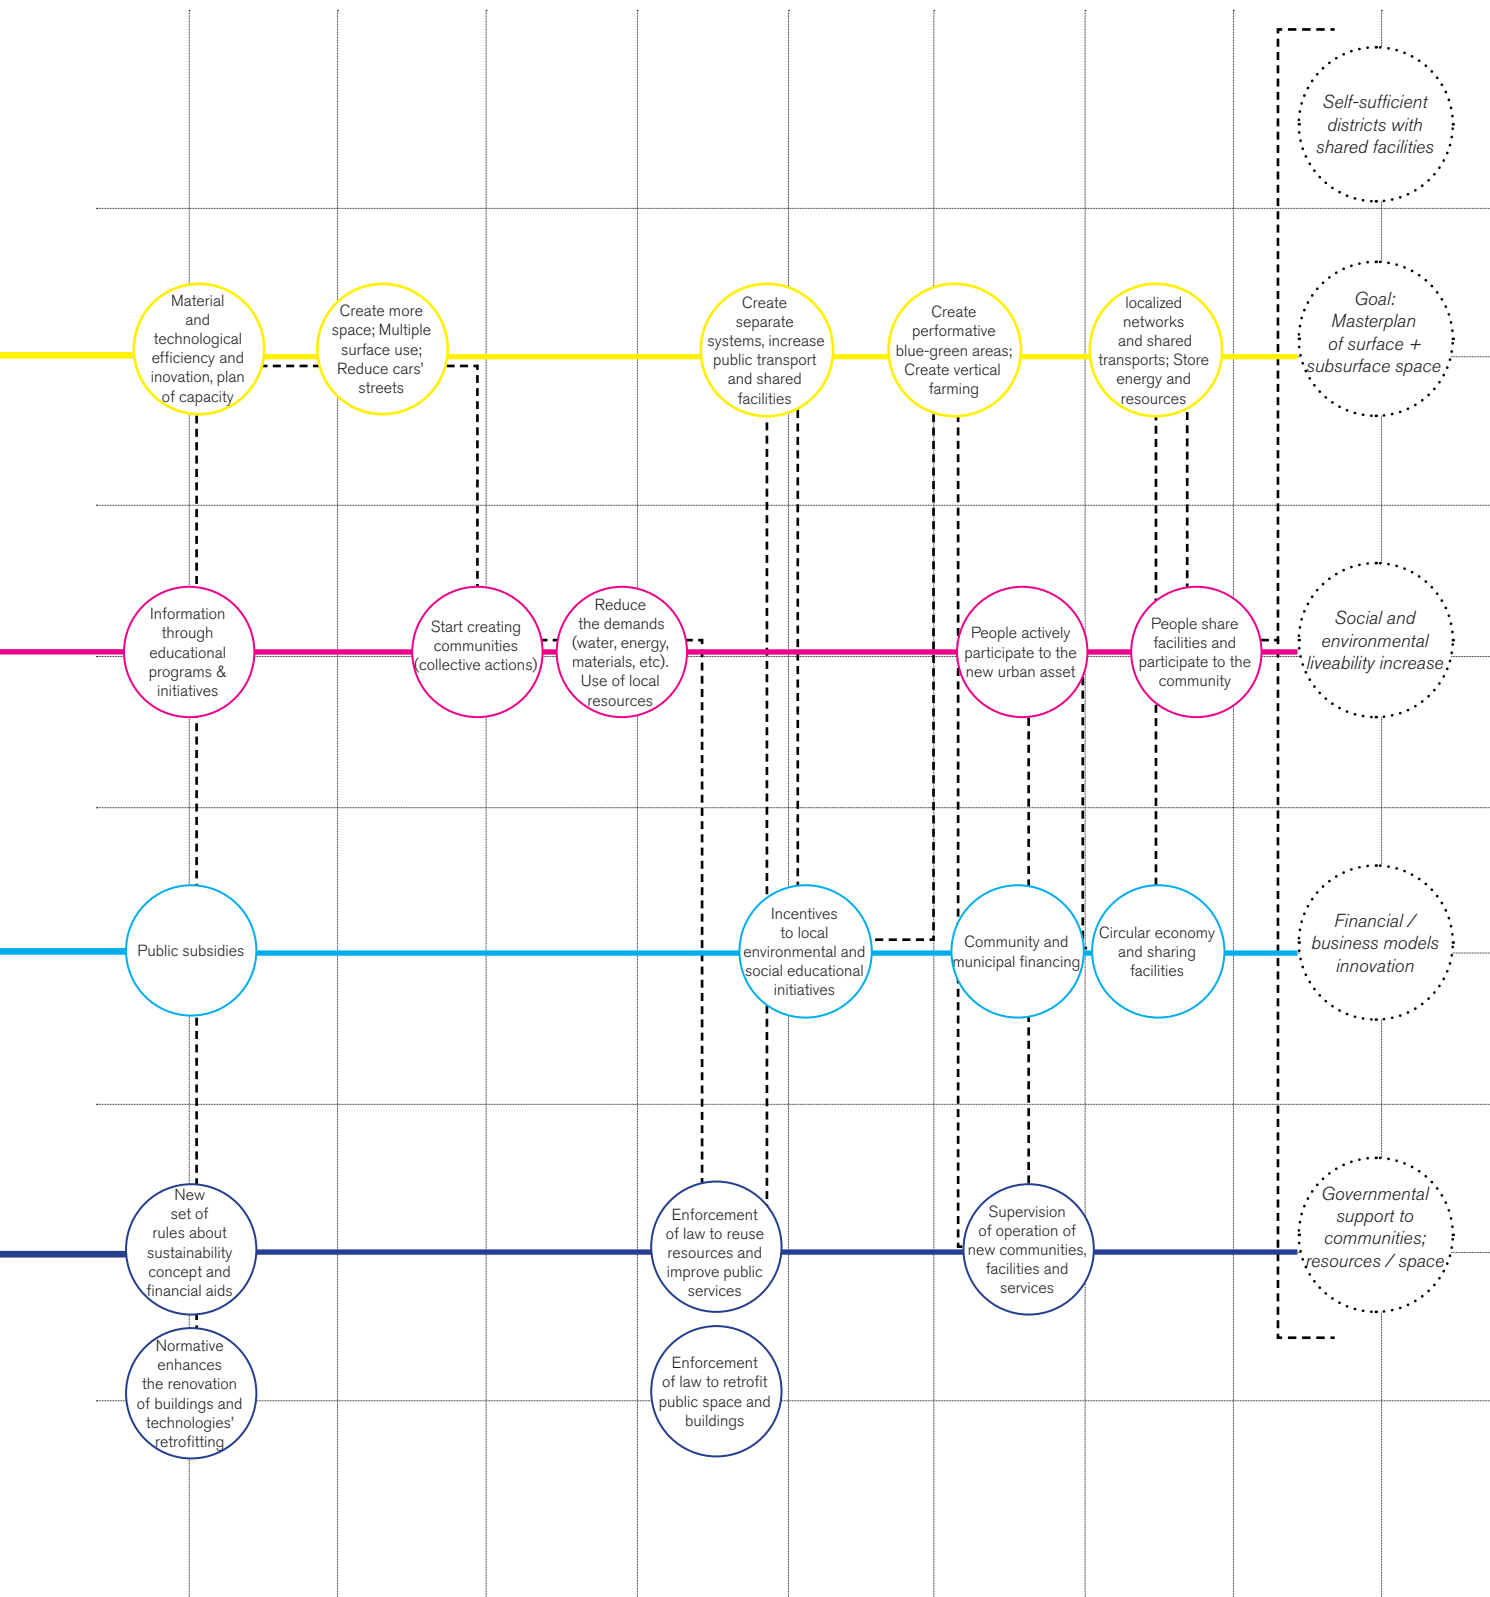 Self-sufficient
districts with
shared facilities
Material
and
technological
efficiency and
inovation, plan
of capacity
Create more
space; Multiple
surface use;
Reduce cars'
streets
Create
separate
systems, increase
public transport
and shared
facilities
Create
performative
blue-green areas;
Create vertical
farming
localized
networks
and shared
transports; Store
energy and
resources
Goal:
Masterplan
of surface +
subsurface space
Information
through
educational
programs &
initiatives
Start creating
communities
(collective actions)
Reduce
the demands
(water, energy,
materials, etc).
Use of local
resources
People actively
participate to the
new urban asset
People share
facilities and
participate to the
community
Social and
environmental
liveability increase
Public subsidies
Incentives
to local
environmental and
social educational
initiatives
Community and
municipal financing
Circular economy
and sharing
facilities
Financial /
business models
innovation
New
set of
rules about
sustainability
concept and
financial aids
Enforcement
of law to reuse
resources and
improve public
services
Supervision
of operation of
new communities,
facilities and
services
Governmental
support to
communities;
resources / space
Normative
enhances
the renovation
of buildings and
technologies'
retrofitting
Enforcement
of law to retrofit
public space and
buildings